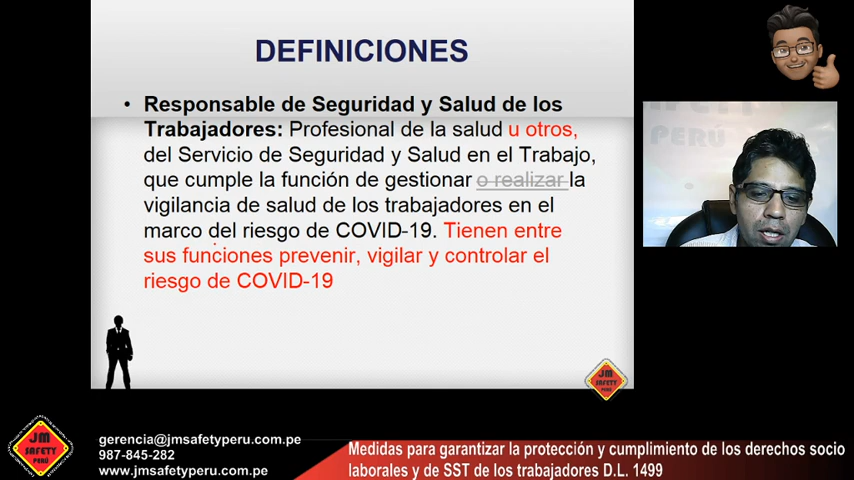 DEFINICIONES
• Responsable de Seguridad y Salud de los
Trabajadores: Profesional de la salud u otros,
del Servicio de Seguridad y Salud en el Trabajo,
que cumple la función de gestionar o realizar la
vigilancia de salud de los trabajadores en el
marco del riesgo de COVID-19. Tienen entre
sus funciones prevenir, vigilar y controlar el
riesgo de COVID-19
JM
SAFETY
PERU
JM
SAFETY
PERÚ
gerencia@jmsafetyperu.com.pe
987-845-282
www.jmsafetyperu.com.pe
Medidas para garantizar la protección y cumplimiento de los derechos socio
laborales y de SST de los trabajadores D.L. 1499